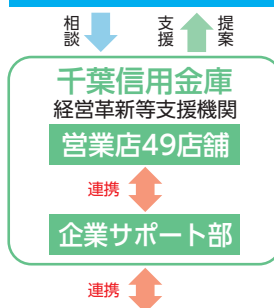 相談
支援
提案
千葉信用金庫
経営革新等支援機関
営業店49店舗
連携
企業サポート部
連携